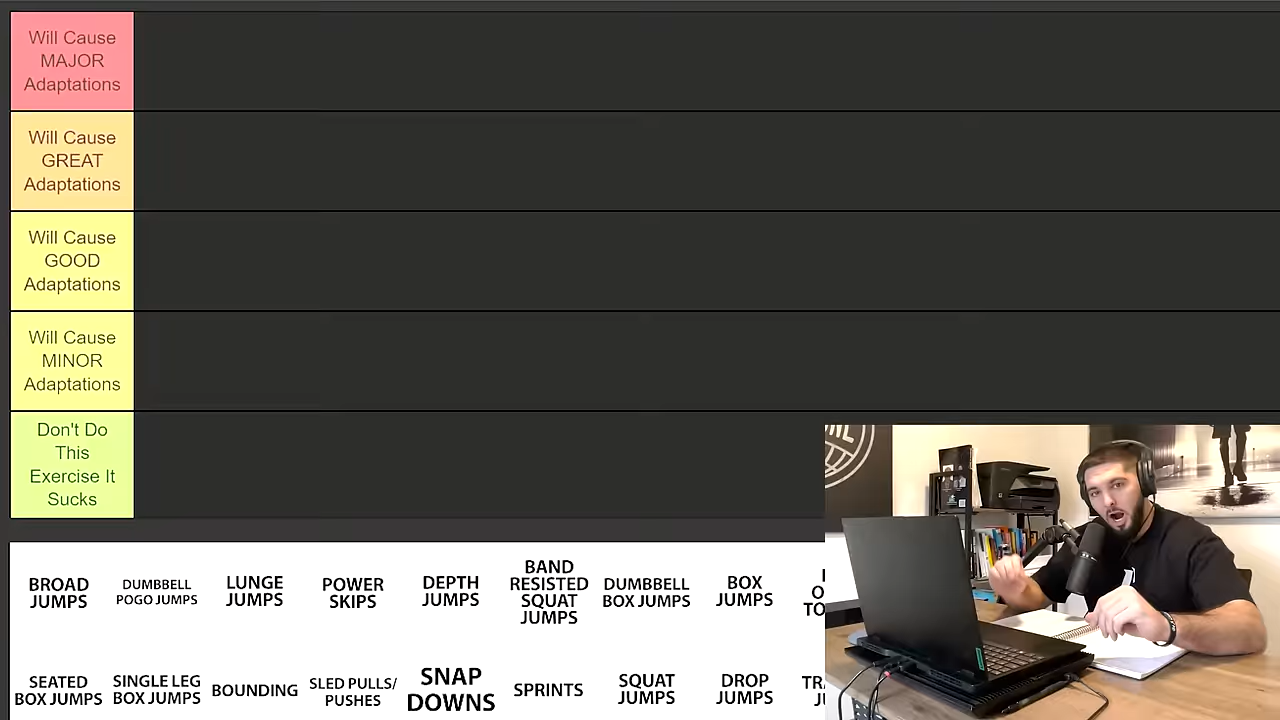 Will Cause
MAJOR
Adaptations
Will Cause
GREAT
Adaptations
Will Cause
GOOD
Adaptations
Will Cause
MINOR
Adaptations
Don't Do
This
Exercise It
Sucks
BROAD
JUMPS
DUMBBELL
POGO JUMPS
LUNGE
JUMPS
POWER
SKIPS
DEPTH
JUMPS
BAND
RESISTED
SQUAT
JUMPS
DUMBBELL
BOX JUMPS
BOX
JUMPS
SEATED
BOX JUMPS
SINGLE LEG
BOX JUMPS
BOUNDING
SLED PULLS/
PUSHES
SNAP
DOWNS
SPRINTS
SQUAT
JUMPS
DROP
JUMPS